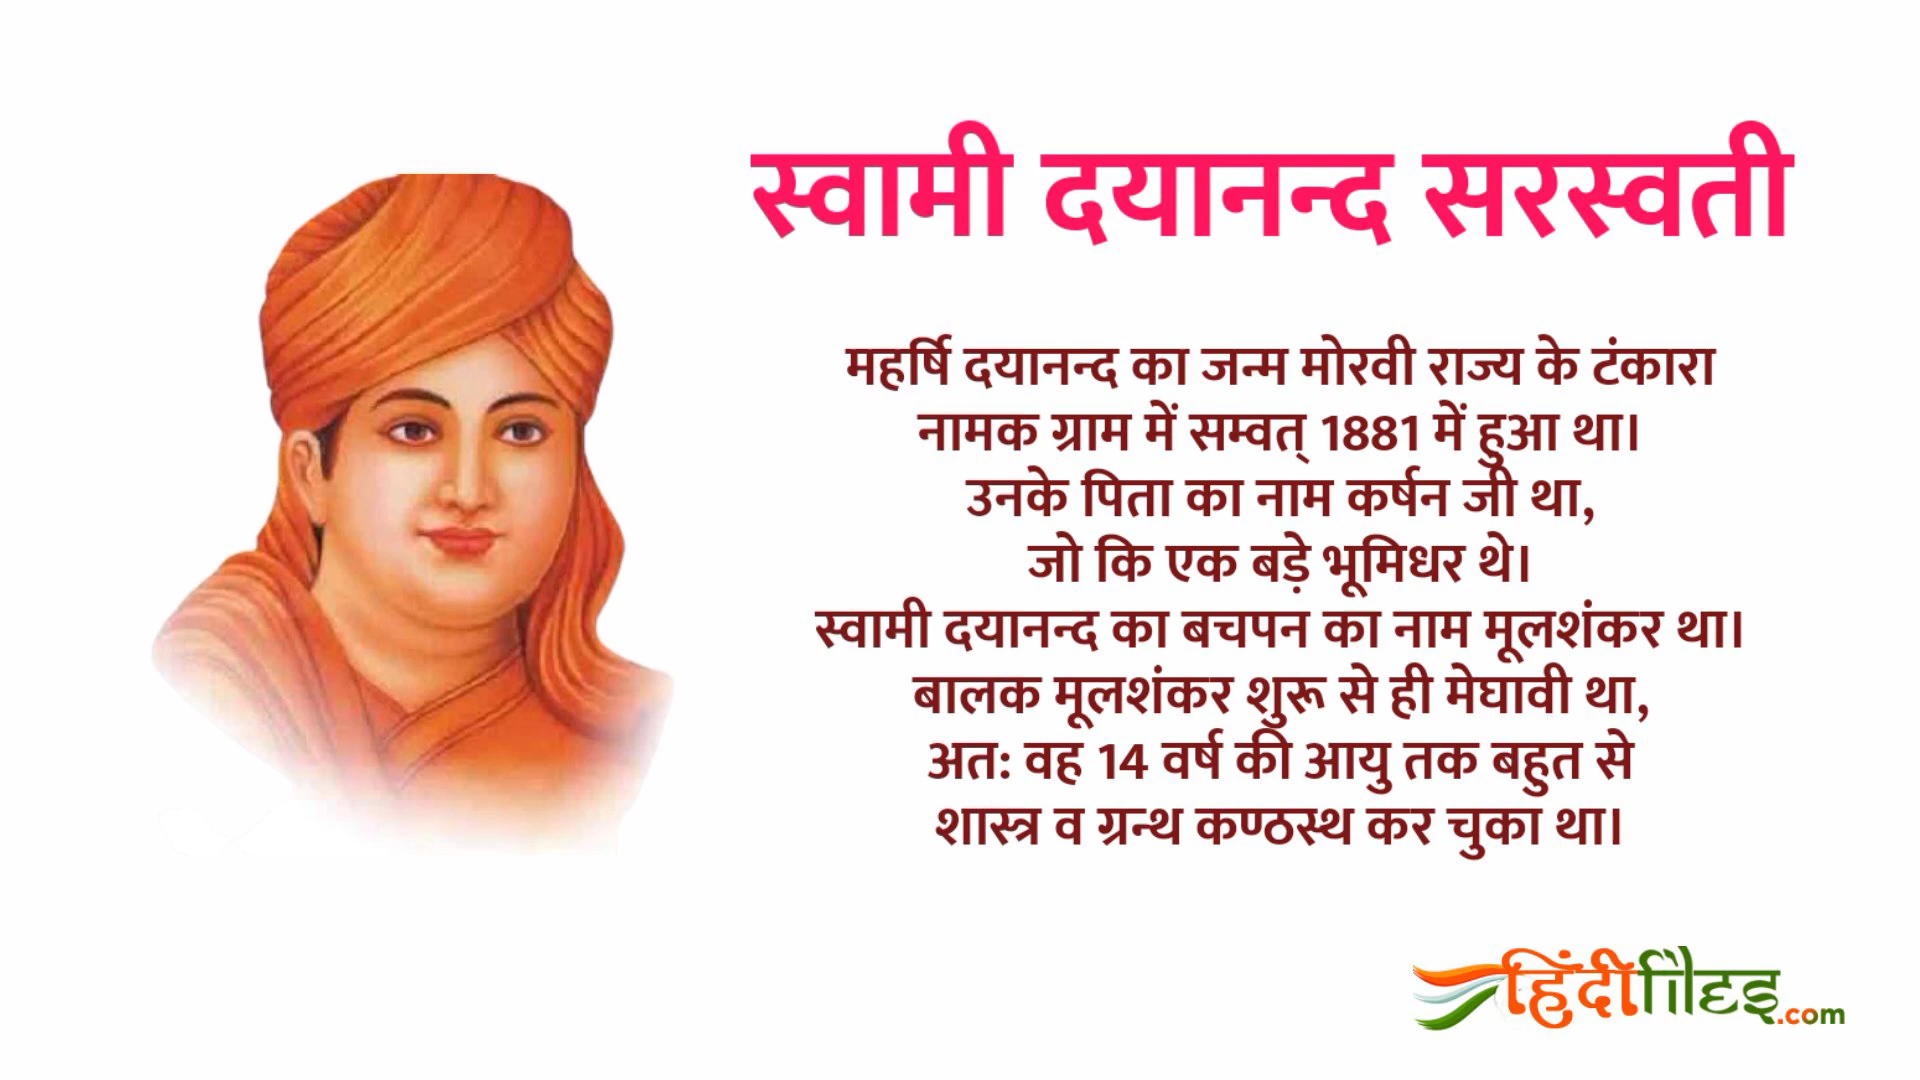 स्वामी दयानन्द सरस्वती
महर्षि दयानन्द का जन्म मोरवी राज्य के टंकारा
नामक ग्राम में सम्वत् 1881 में हुआ था।
उनके पिता का नाम कर्षन जी था,
जो कि एक बड़े भूमिधर थे।
स्वामी दयानन्द का बचपन का नाम मूलशंकर था।
बालक मूलशंकर शुरू से ही मेघावी था,
अत: वह 14 वर्ष की आयु तक बहुत से
शास्त्र व ग्रन्थ कण्ठस्थ कर चुका था।
हिंदीfiles.com